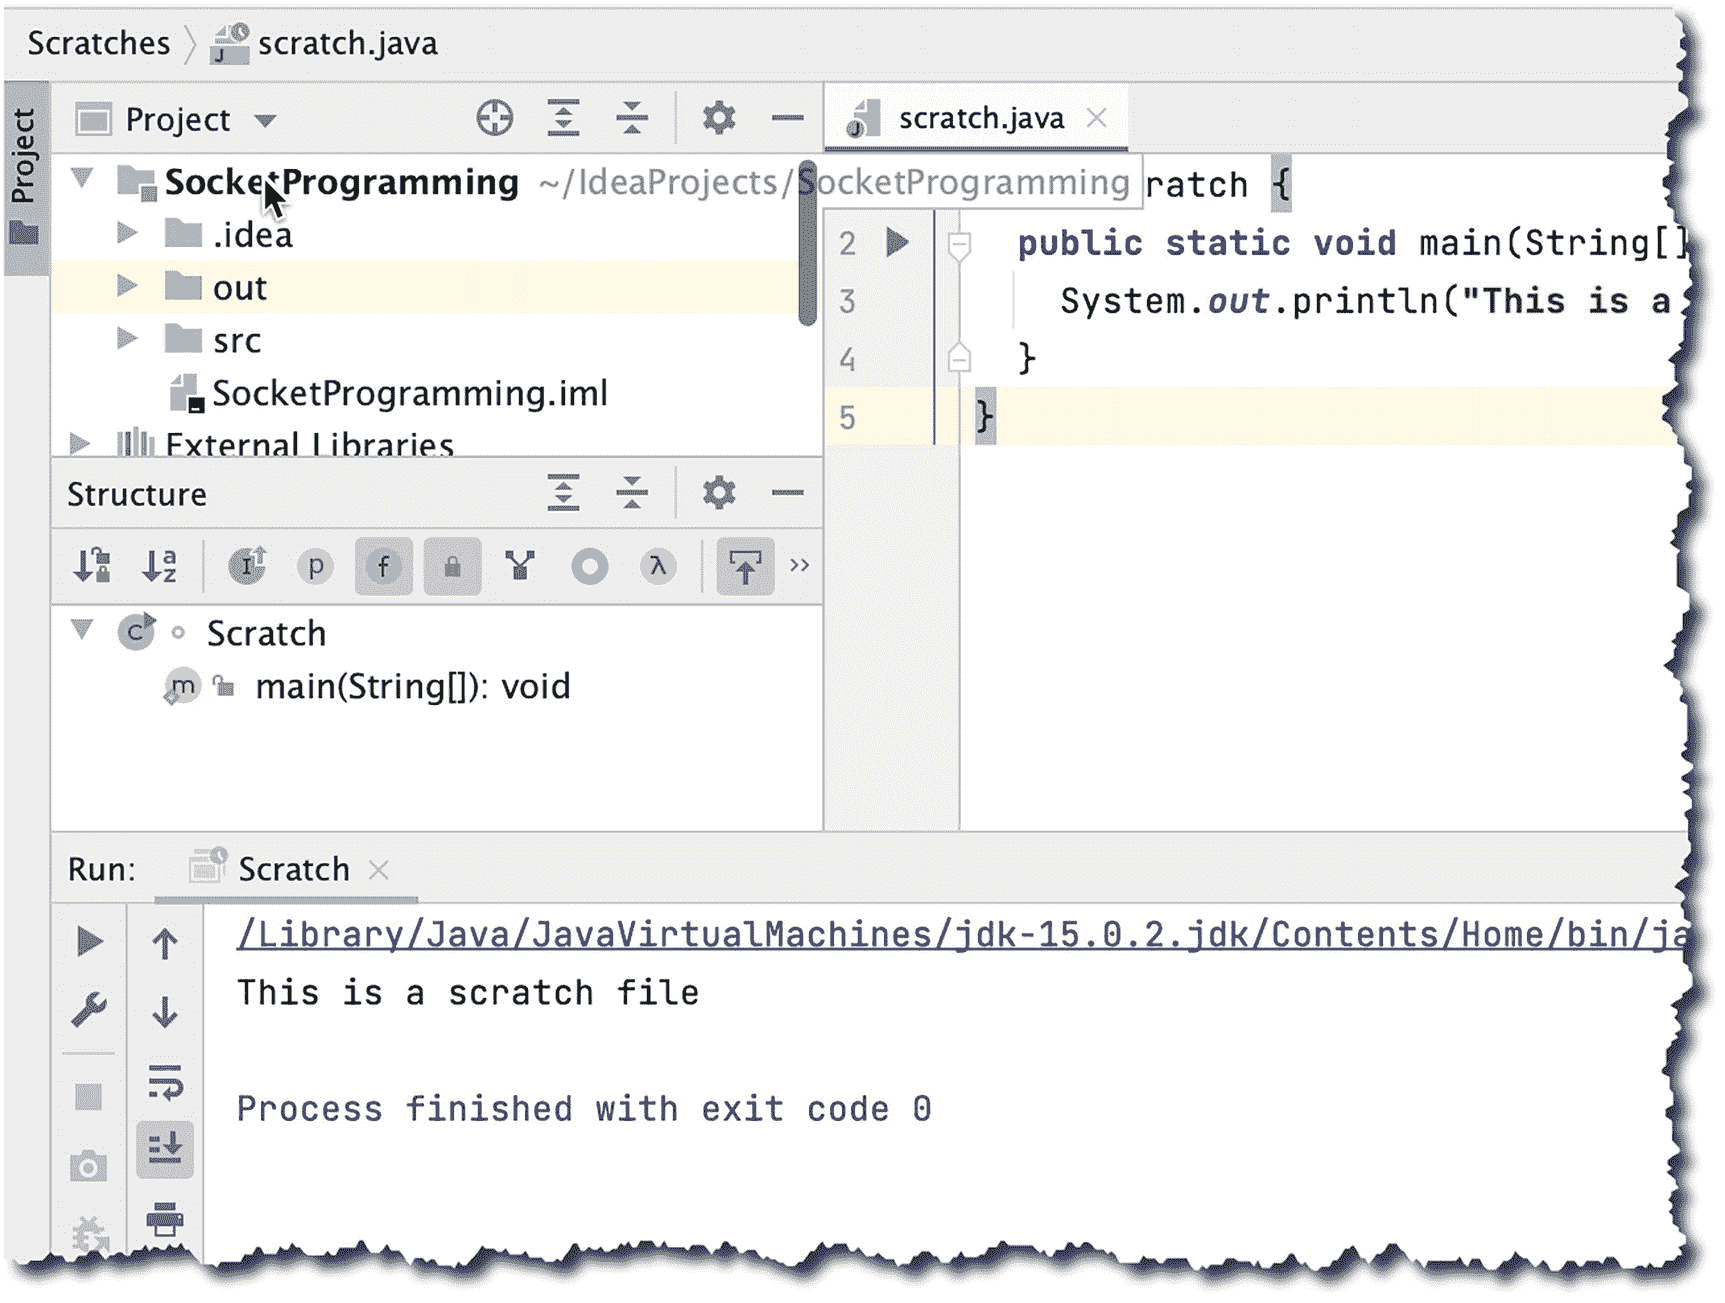 Scratches scratch.java
Project
Project
scratch.java
SocketProgramming ~/IdeaProjects/SocketProgramming
ratch {
.idea
out
src
SocketProgramming.iml
External Libraries
2 public static void main(String[]
3 System.out.println("This is a
4 }
5 }
Structure
Scratch
main(String[]): void
Run: Scratch
/Library/Java/JavaVirtualMachines/jdk-15.0.2.jdk/Contents/Home/bin/ja
This is a scratch file
Process finished with exit code 0